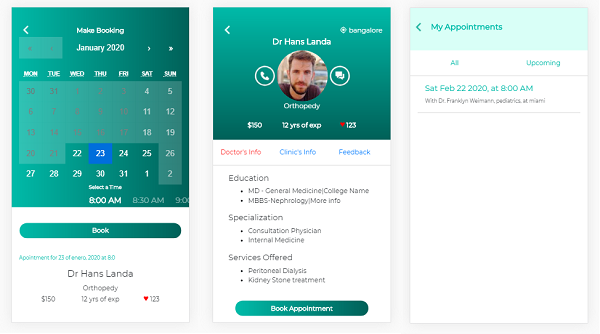 Make Booking
« ‹ January 2020 › »
MON TUE WED THU FRI SAT SUN
30 31 1 2 3 4 5
6 7 8 9 10 11 12
13 14 15 16 17 18 19
20 21 22 23 24 25 26
27 28 29 30 31 1 2
Select a Time
8:00 AM 8:30 AM 9:00
Book
Apointment for 23 of enero, 2020 at 8:0
Dr Hans Landa
Orthopedy
$150 12 yrs of exp 123
bangalore
Dr Hans Landa
Orthopedy
$150 12 yrs of exp 123
Doctor's Info Clinic's Info Feedback
Education
MD - General Medicine|College Name
MBBS-Nephrology|More info
Specialization
Consultation Physician
Internal Medicine
Services Offered
Peritoneal Dialysis
Kidney Stone treatment
Book Appointment
My Appointments
All Upcoming
Sat Feb 22 2020, at 8:00 AM
With Dr. Franklyn Weimann, pediatrics, at miami